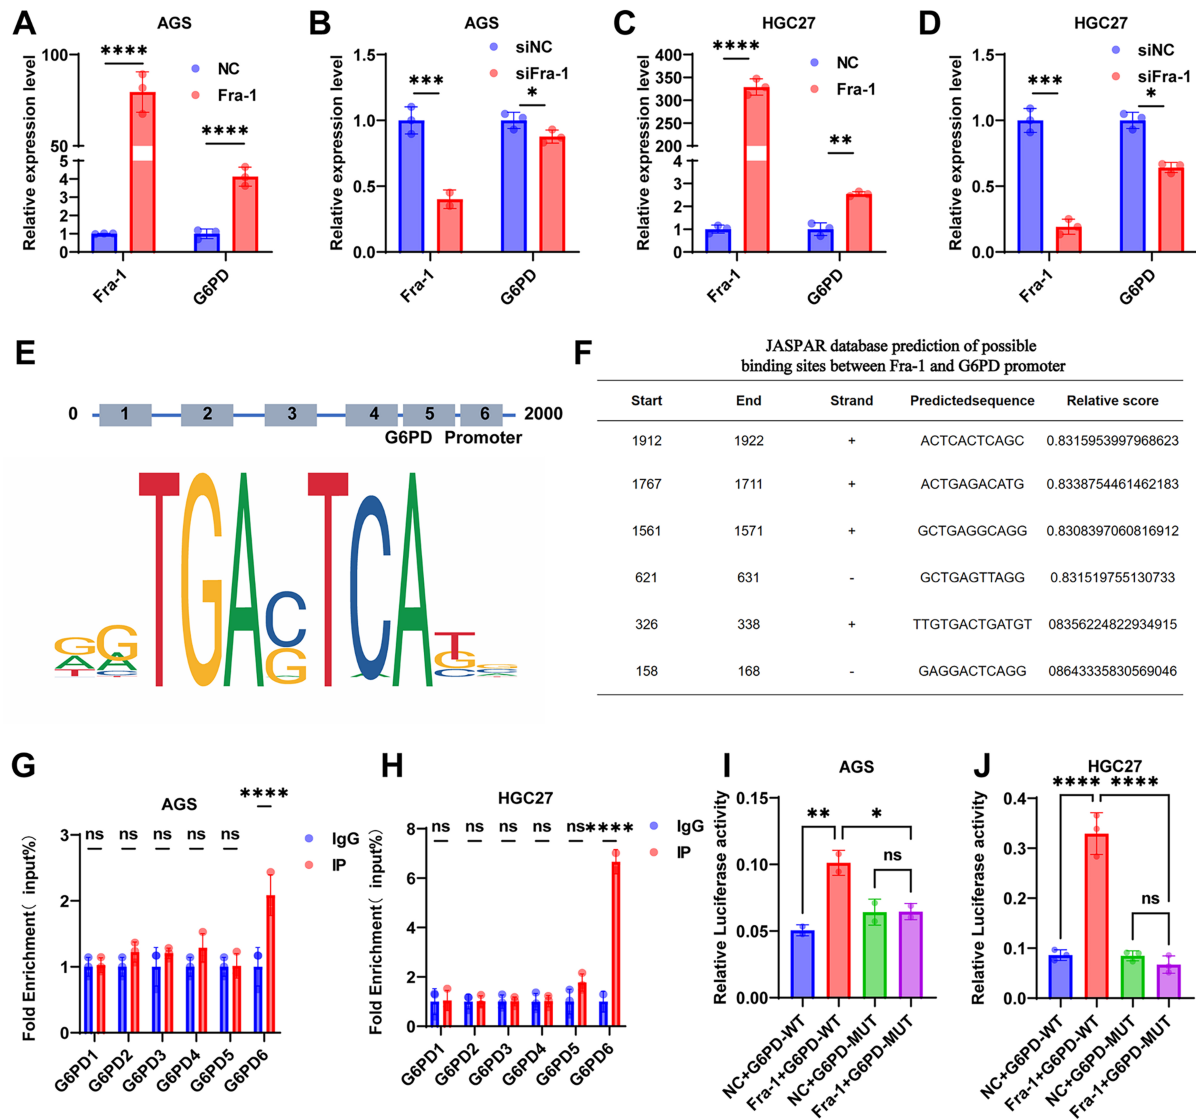 A
AGS
Relative expression level
100
50
5
4
3
2
1
0
****
****
NC
Fra-1
Fra-1
G6PD
B
AGS
Relative expression level
1.5
1.0
0.5
0.0
***
*
siNC
siFra-1
Fra-1
G6PD
C
HGC27
Relative expression level
400
350
300
250
200
4
3
2
1
0
****
**
NC
Fra-1
Fra-1
G6PD
D
HGC27
Relative expression level
1.5
1.0
0.5
0.0
***
*
siNC
siFra-1
Fra-1
G6PD
E
0 1 2 3 4 5 6 2000
G6PD Promoter
TGA TCA
F
JASPAR database prediction of possible
binding sites between Fra-1 and G6PD promoter
Start End Strand Predictedsequence Relative score
1912 1922 + ACTCACTCAGC 0.8315953997968623
1767 1711 + ACTGAGACATG 0.8338754461462183
1561 1571 + GCTGAGGCAGG 0.8308397060816912
621 631 - GCTGAGTTAGG 0.831519755130733
326 338 + TTGTGACTGATGT 08356224822934915
158 168 - GAGGACTCAGG 08643335830569046
G
AGS
Fold Enrichment( input%)
3
2
1
0
ns ns ns ns ns ****
IgG
IP
G6PD1
G6PD2
G6PD3
G6PD4
G6PD5
G6PD6
H
HGC27
Fold Enrichment( input%)
8
7
6
5
4
3
2
1
0
ns ns ns ns ns ****
IgG
IP
G6PD1
G6PD2
G6PD3
G6PD4
G6PD5
G6PD6
I
AGS
Relative Luciferase activity
0.15
0.10
0.05
0.00
** *
ns
NC+G6PD-WT
Fra-1+G6PD-WT
NC+G6PD-MUT
Fra-1+G6PD-MUT
J
HGC27
Relative Luciferase activity
0.4
0.3
0.2
0.1
0.0
**** ****
ns
NC+G6PD-WT
Fra-1+G6PD-WT
NC+G6PD-MUT
Fra-1+G6PD-MUT